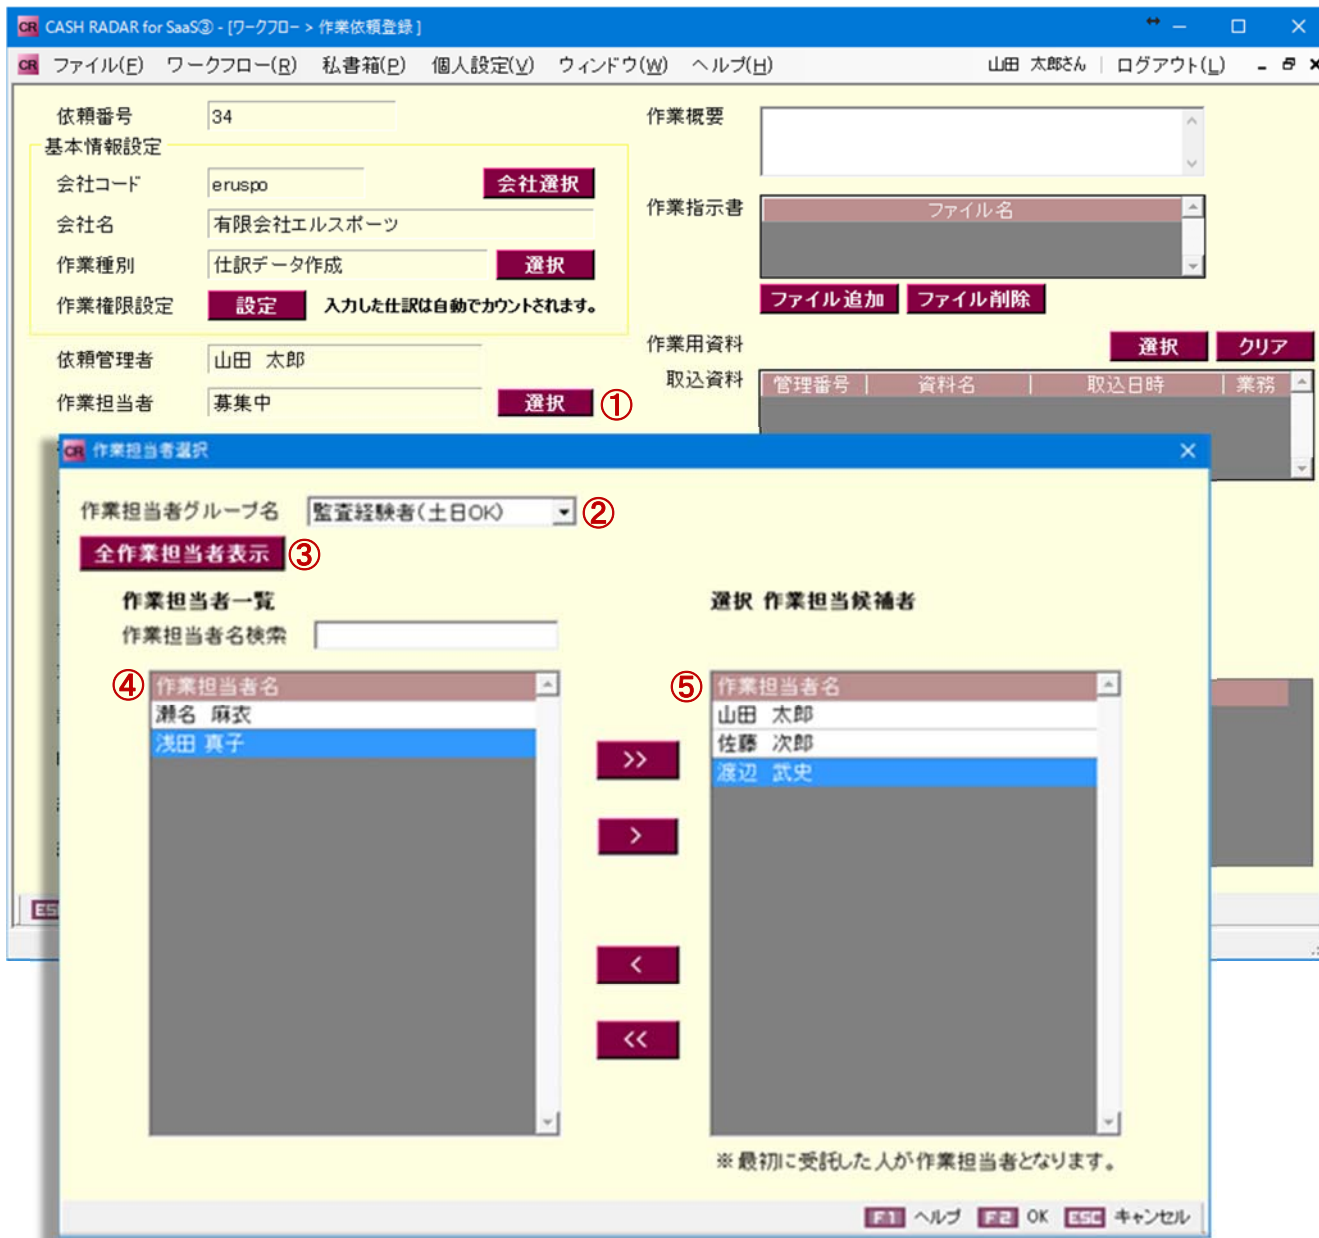 CR CASH RADAR for SaaS③ - [ワークフロー > 作業依頼登録]
CR ファイル(F) ワークフロー(R) 私書箱(P) 個人設定(V) ウィンドウ(W) ヘルプ(H) 山田 太郎さん | ログアウト(L)
依頼番号 34
基本情報設定
会社コード eruspo 会社選択
会社名 有限会社エルスポーツ
作業種別 仕訳データ作成 選択
作業権限設定 設定 入力した仕訳は自動でカウントされます。
依頼管理者 山田 太郎
作業担当者 募集中 選択 ①
作業概要
作業指示書 ファイル名
ファイル追加 ファイル削除
作業用資料 選択 クリア
取込資料 管理番号 資料名 取込日時 業務
CR 作業担当者選択
作業担当者グループ名 監査経験者(土日OK) ②
全作業担当者表示 ③
作業担当者一覧
作業担当者名検索
④ 作業担当者名
瀬名 麻衣
浅田 真子
>>
>
<
<<
選択 作業担当候補者
⑤ 作業担当者名
山田 太郎
佐藤 次郎
渡辺 武史
※最初に受託した人が作業担当者となります。
F1 ヘルプ F2 OK ESC キャンセル